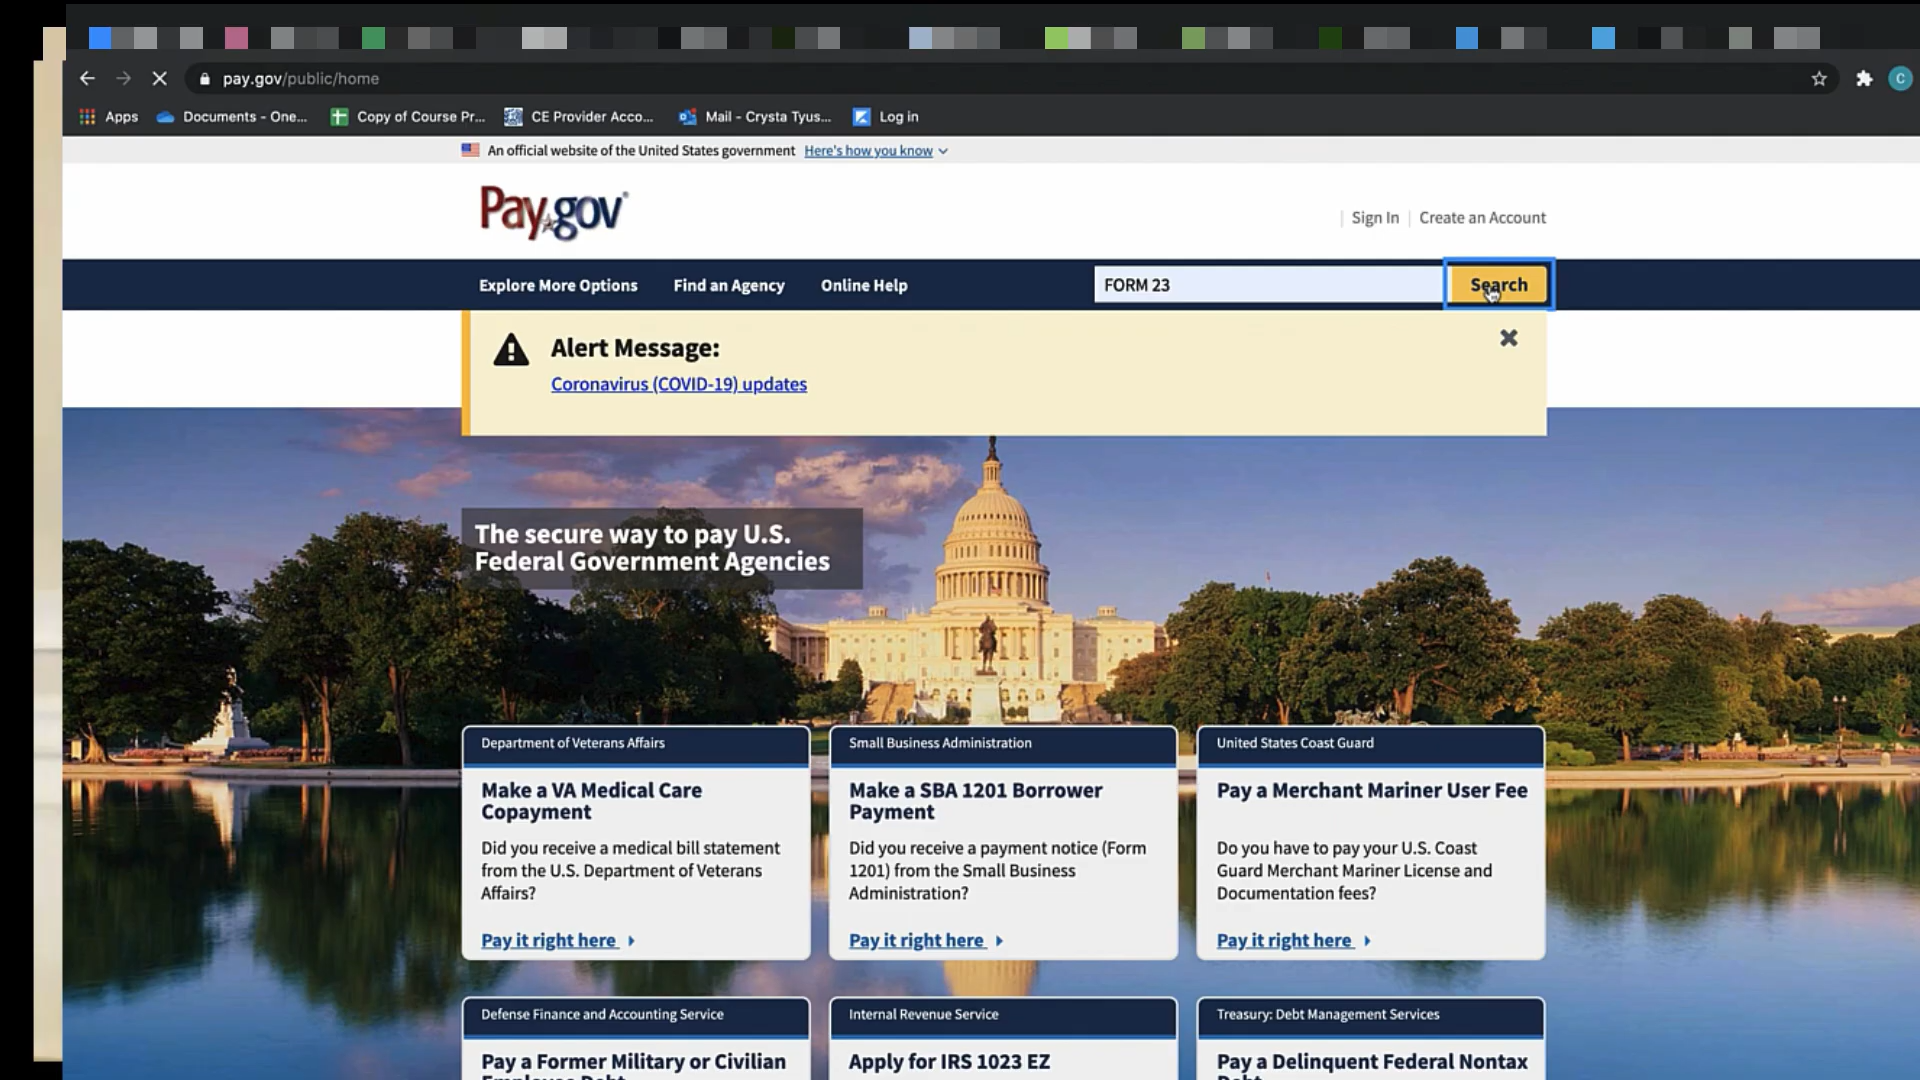 pay.gov/public/home
Apps Documents - One... Copy of Course Pr... CE Provider Acco... Mail - Crysta Tyus... Log in
C
An official website of the United States government Here's how you know
Pay.gov
Sign In | Create an Account
Explore More Options Find an Agency Online Help FORM 23 Search
Alert Message:
Coronavirus (COVID-19) updates
The secure way to pay U.S.
Federal Government Agencies
Department of Veterans Affairs
Make a VA Medical Care
Copayment
Did you receive a medical bill statement
from the U.S. Department of Veterans
Affairs?
Pay it right here
Small Business Administration
Make a SBA 1201 Borrower
Payment
Did you receive a payment notice (Form
1201) from the Small Business
Administration?
Pay it right here
United States Coast Guard
Pay a Merchant Mariner User Fee
Do you have to pay your U.S. Coast
Guard Merchant Mariner License and
Documentation fees?
Pay it right here
Defense Finance and Accounting Service
Pay a Former Military or Civilian
Internal Revenue Service
Apply for IRS 1023 EZ
Treasury: Debt Management Services
Pay a Delinquent Federal Nontax